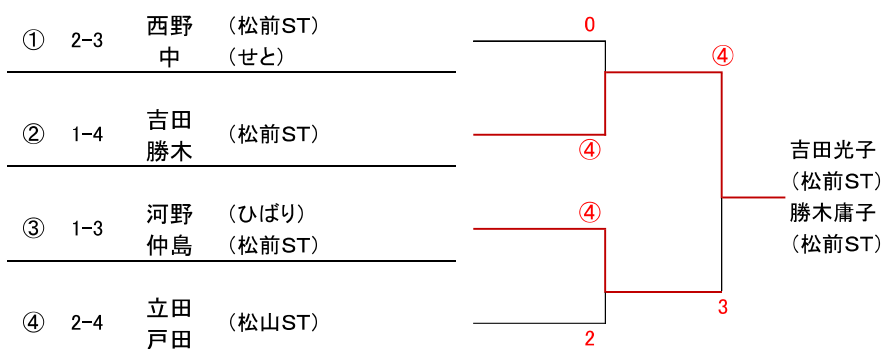 西野 （松前ST） 0
① 2-3
中 （せと） ④
吉田
② 1-4 （松前ST）
勝木 ④ 吉田光子
（松前ST）
河野 （ひばり） ④ 勝木庸子
③ 1-3
仲島 （松前ST） （松前ST）
立田 3
④ 2-4 （松山ST）
戸田 2